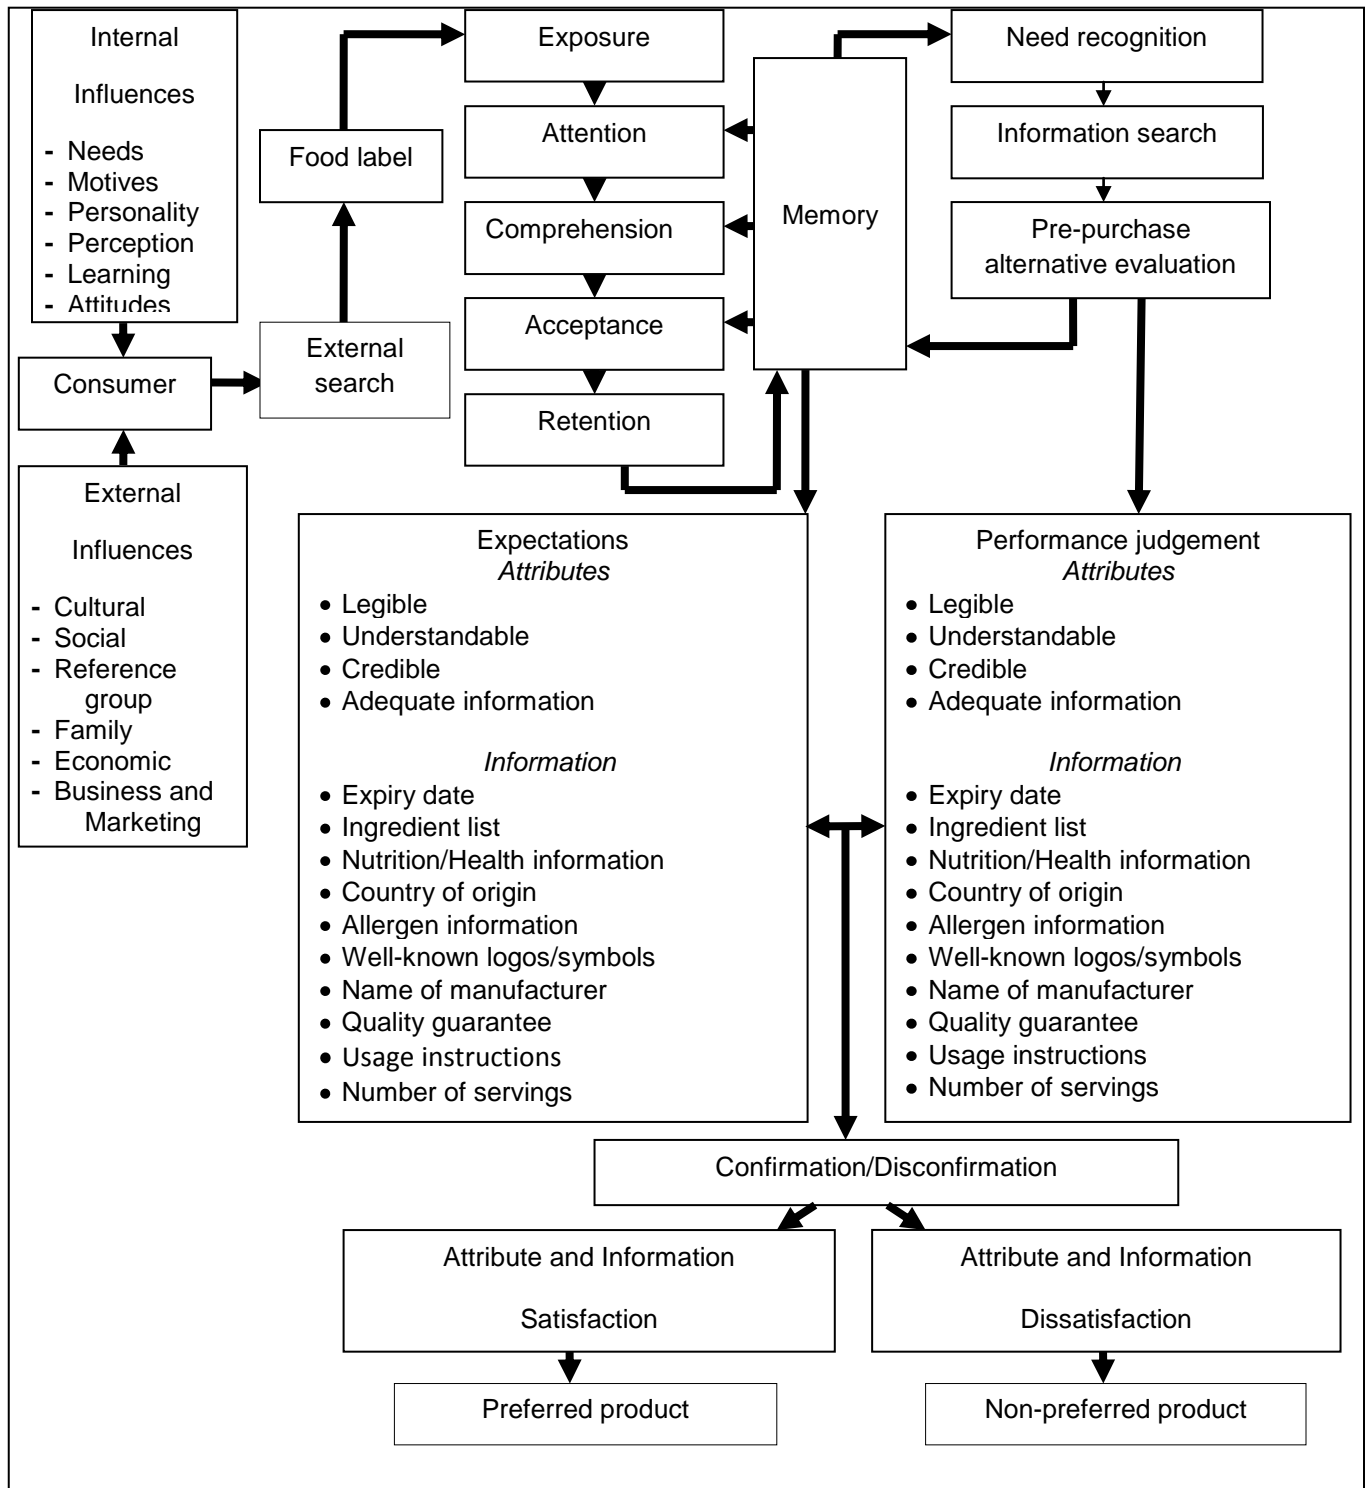 Internal
Influences
- Needs
- Motives
- Personality
- Perception
- Learning
- Attitudes
Consumer
External
Influences
- Cultural
- Social
- Reference
group
- Family
- Economic
- Business and
Marketing
External
search
Food label
Exposure
Attention
Comprehension
Acceptance
Retention
Memory
Need recognition
Information search
Pre-purchase
alternative evaluation
Expectations
Attributes
• Legible
• Understandable
• Credible
• Adequate information
Information
• Expiry date
• Ingredient list
• Nutrition/Health information
• Country of origin
• Allergen information
• Well-known logos/symbols
• Name of manufacturer
• Quality guarantee
• Usage instructions
• Number of servings
Performance judgement
Attributes
• Legible
• Understandable
• Credible
• Adequate information
Information
• Expiry date
• Ingredient list
• Nutrition/Health information
• Country of origin
• Allergen information
• Well-known logos/symbols
• Name of manufacturer
• Quality guarantee
• Usage instructions
• Number of servings
Confirmation/Disconfirmation
Attribute and Information
Satisfaction
Attribute and Information
Dissatisfaction
Preferred product
Non-preferred product